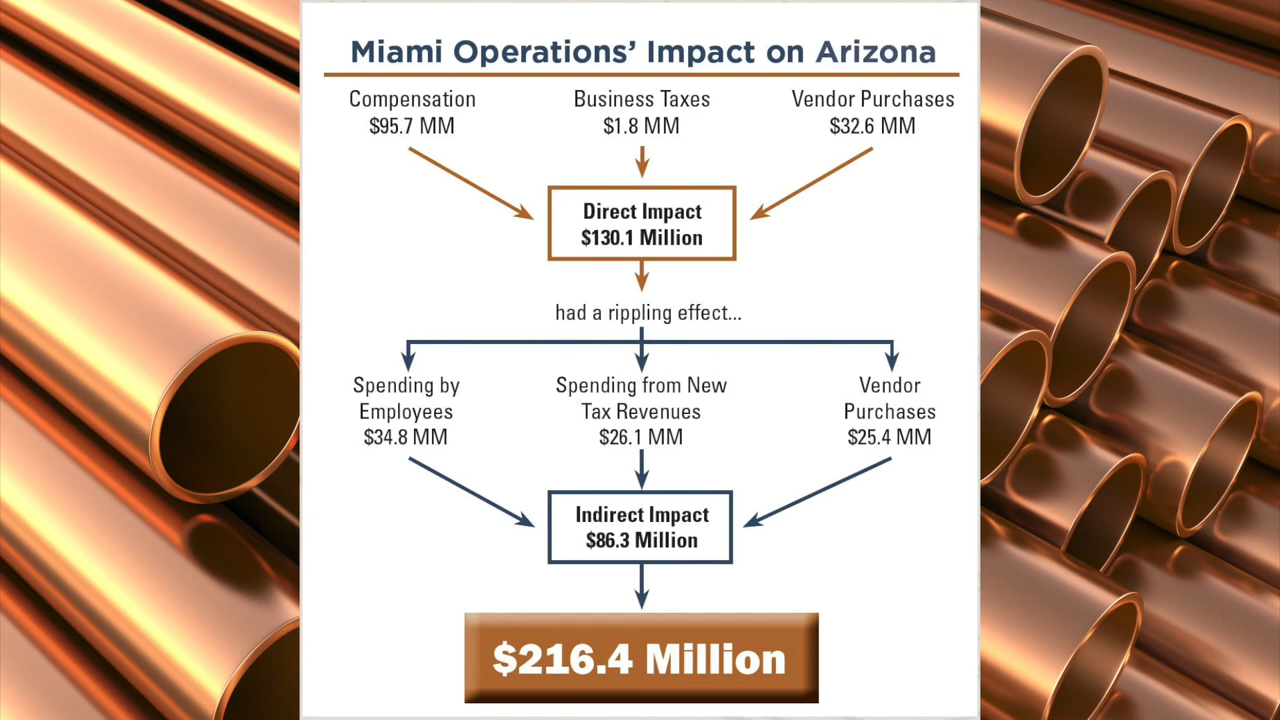 Miami Operations’ Impact on Arizona
Compensation
$95.7 MM
Business Taxes
$1.8 MM
Vendor Purchases
$32.6 MM
Direct Impact
$130.1 Million
had a rippling effect...
Spending by
Employees
$34.8 MM
Spending from New
Tax Revenues
$26.1 MM
Vendor
Purchases
$25.4 MM
Indirect Impact
$86.3 Million
$216.4 Million